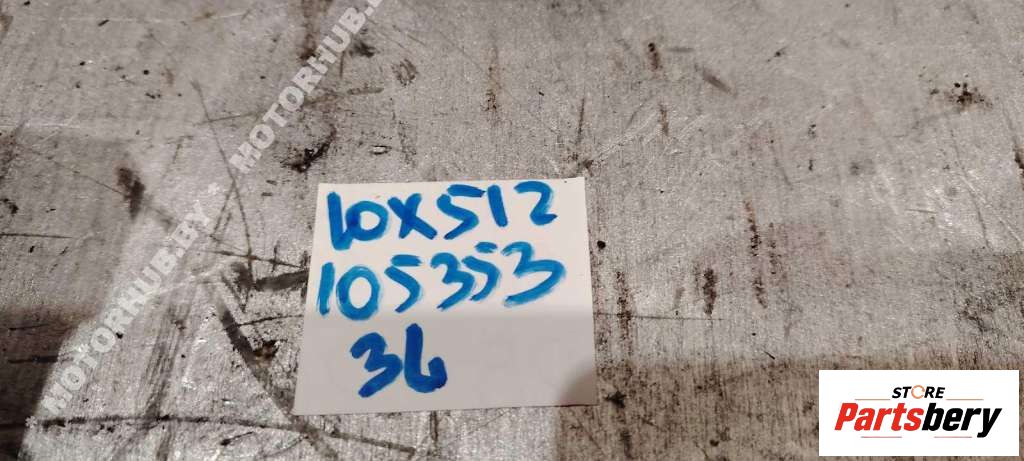 MOTORHUB.BY
MOTORHUB.BY
10X512
105353
36
STORE
Partsbery